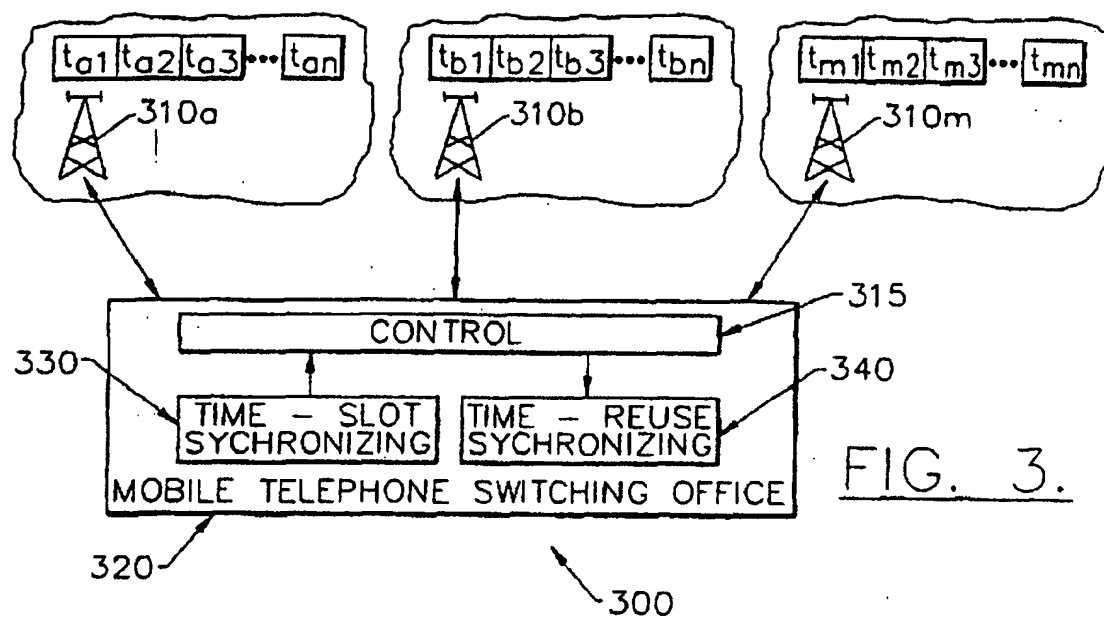 ta1 ta2 ta3 ••• tan tb1 tb2 tb3 ••• tbn tm1 tm2 tm3 ••• tmn
310a 310b 310m
315
CONTROL
330 340
TIME – SLOT SYCHRONIZING
TIME – REUSE SYCHRONIZING
MOBILE TELEPHONE SWITCHING OFFICE
FIG. 3.
320
300